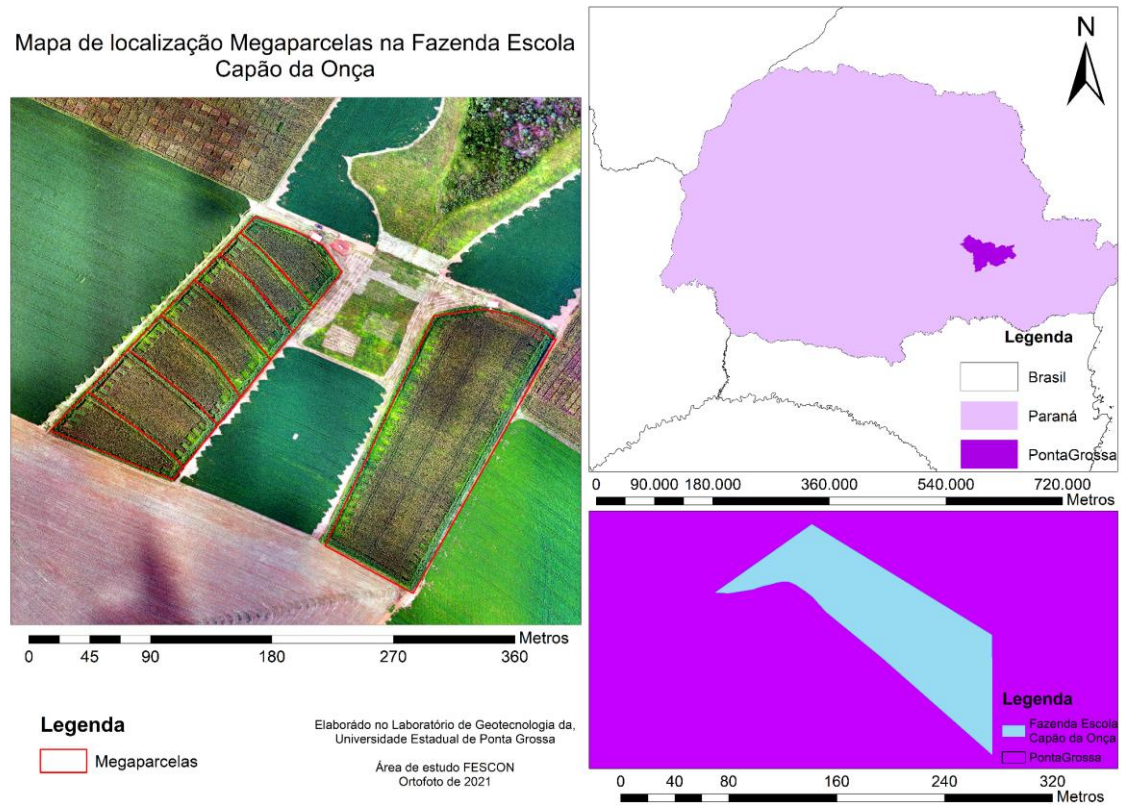 Mapa de localização Megaparcelas na Fazenda Escola
Capão da Onça
0 45 90 180 270 360
Metros
Legenda
Megaparcelas
Elaborádo no Laboratório de Geotecnologia da,
Universidade Estadual de Ponta Grossa
Área de estudo FESCON
Ortofoto de 2021
N
Legenda
Brasil
Paraná
PontaGrossa
0 90.000 180.000 360.000 540.000 720.000
Metros
Legenda
Fazenda Escola
Capão da Onça
PontaGrossa
0 40 80 160 240 320
Metros